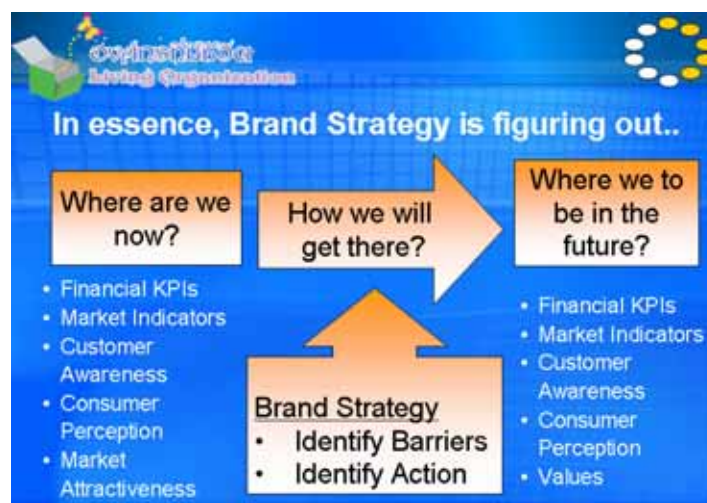 Living Organization
In essence, Brand Strategy is figuring out..
Where are we
now?
How we will
get there?
Where we to
be in the
future?
• Financial KPIs
• Market Indicators
• Customer
Awareness
• Consumer
Perception
• Market
Attractiveness
Brand Strategy
• Identify Barriers
• Identify Action
• Financial KPIs
• Market Indicators
• Customer
Awareness
• Consumer
Perception
• Values